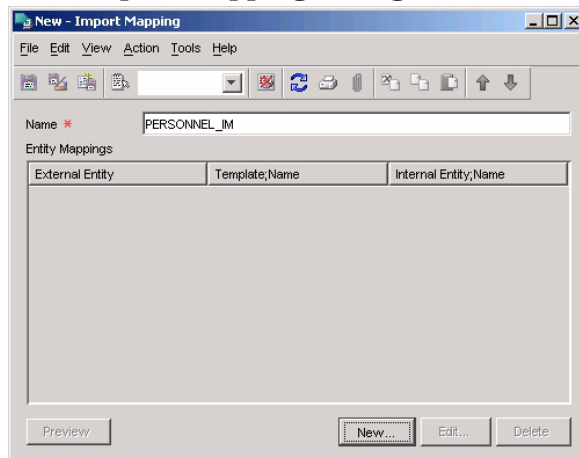 New - Import Mapping
File Edit View Action Tools Help
Name * PERSONNEL_IM
Entity Mappings
External Entity Template;Name Internal Entity;Name
Preview New... Edit... Delete